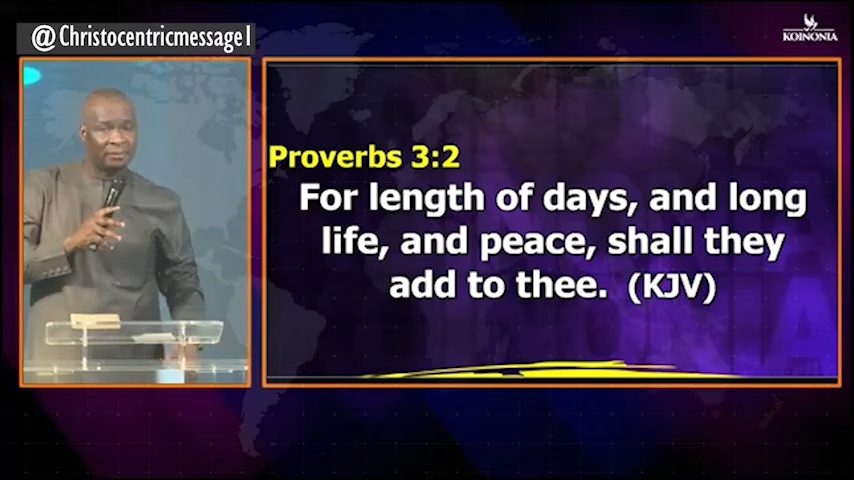 @Christocentricmessage1
KOINONIA
Proverbs 3:2
For length of days, and long
life, and peace, shall they
add to thee. (KJV)